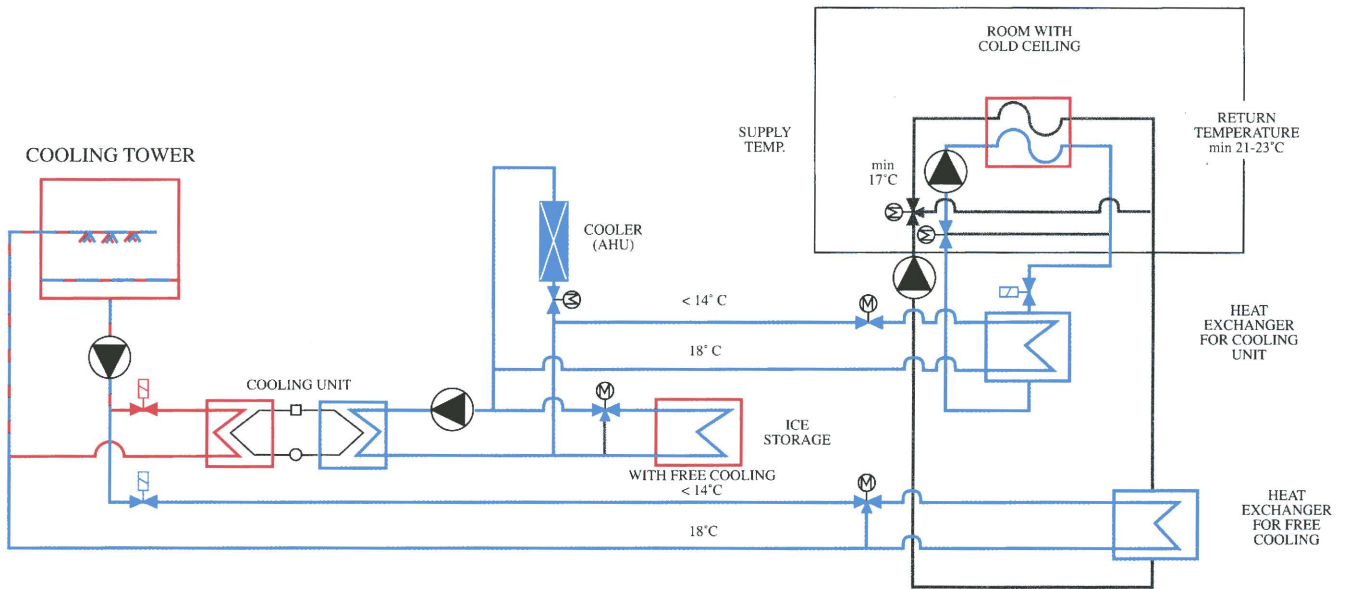 ROOM WITH
COLD CEILING
SUPPLY
TEMP.
RETURN
TEMPERATURE
min 21-23°C
COOLING TOWER
min
17°C
M
M
COOLER
(AHU)
M
< 14° C
M
HEAT
EXCHANGER
FOR COOLING
UNIT
18° C
COOLING UNIT
M
ICE
STORAGE
WITH FREE COOLING
< 14°C
M
18°C
HEAT
EXCHANGER
FOR FREE
COOLING